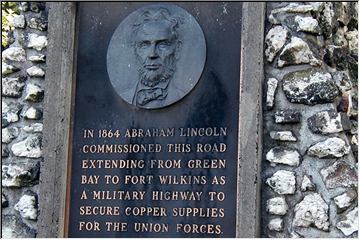 IN 1864 ABRAHAM LINCOLN
COMMISSIONED THIS ROAD
EXTENDING FROM GREEN
BAY TO FORT WILKINS AS
A MILITARY HIGHWAY TO
SECURE COPPER SUPPLIES
FOR THE UNION FORCES.